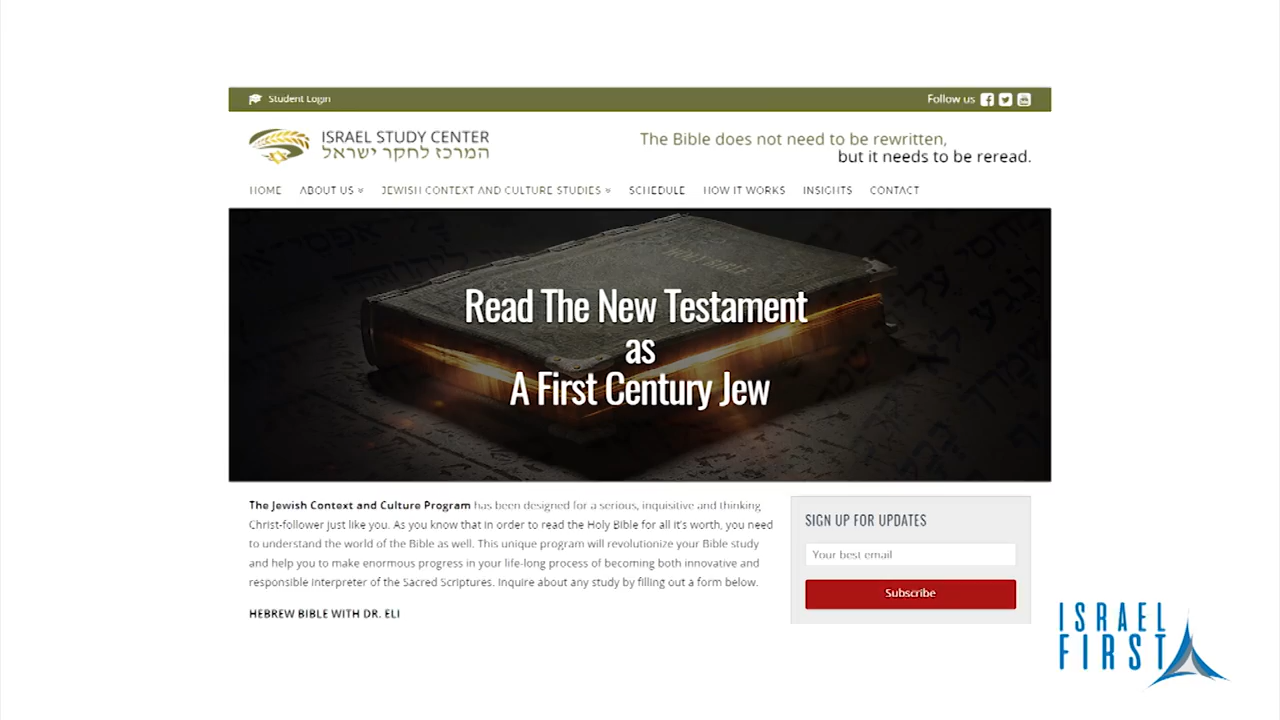 Student Login
Follow us
ISRAEL STUDY CENTER
המרכז לחקר ישראל
The Bible does not need to be rewritten,
but it needs to be reread.
HOME ABOUT US JEWISH CONTEXT AND CULTURE STUDIES SCHEDULE HOW IT WORKS INSIGHTS CONTACT
HOLY BIBLE
Read The New Testament
as
A First Century Jew
The Jewish Context and Culture Program has been designed for a serious, inquisitive and thinking
Christ-follower just like you. As you know that in order to read the Holy Bible for all it's worth, you need
to understand the world of the Bible as well. This unique program will revolutionize your Bible study
and help you to make enormous progress in your life-long process of becoming both innovative and
responsible interpreter of the Sacred Scriptures. Inquire about any study by filling out a form below.
HEBREW BIBLE WITH DR. ELI
SIGN UP FOR UPDATES
Your best email
Subscribe
ISRAEL
FIRST